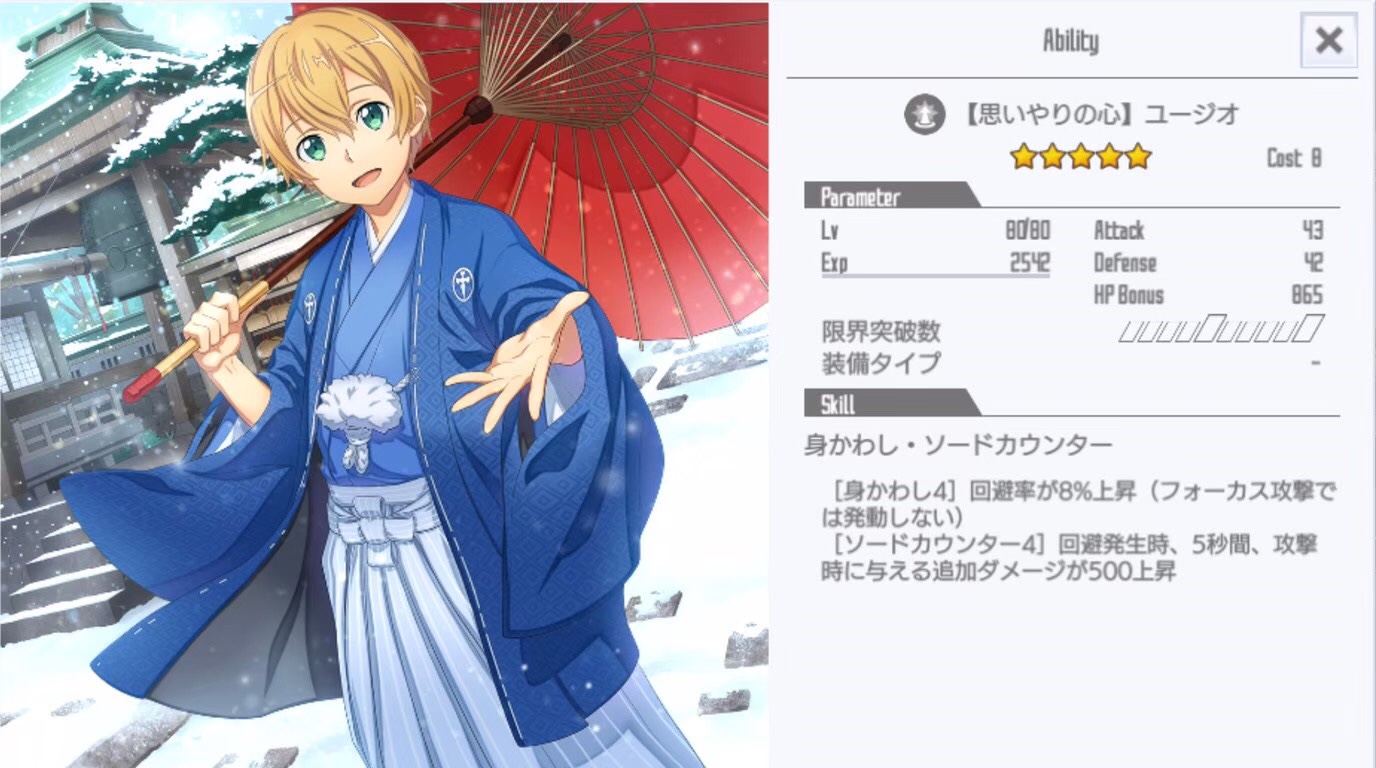 Ability
【思いやりの心】ユージオ
Cost 8
Parameter
Lv 80/80 Attack 43
Exp 2542 Defense 42
HP Bonus 865
限界突破数
装備タイプ -
Skill
身かわし・ソードカウンター
［身かわし4］回避率が8%上昇（フォーカス攻撃で
は発動しない）
［ソードカウンター4］回避発生時、5秒間、攻撃
時に与える追加ダメージが500上昇